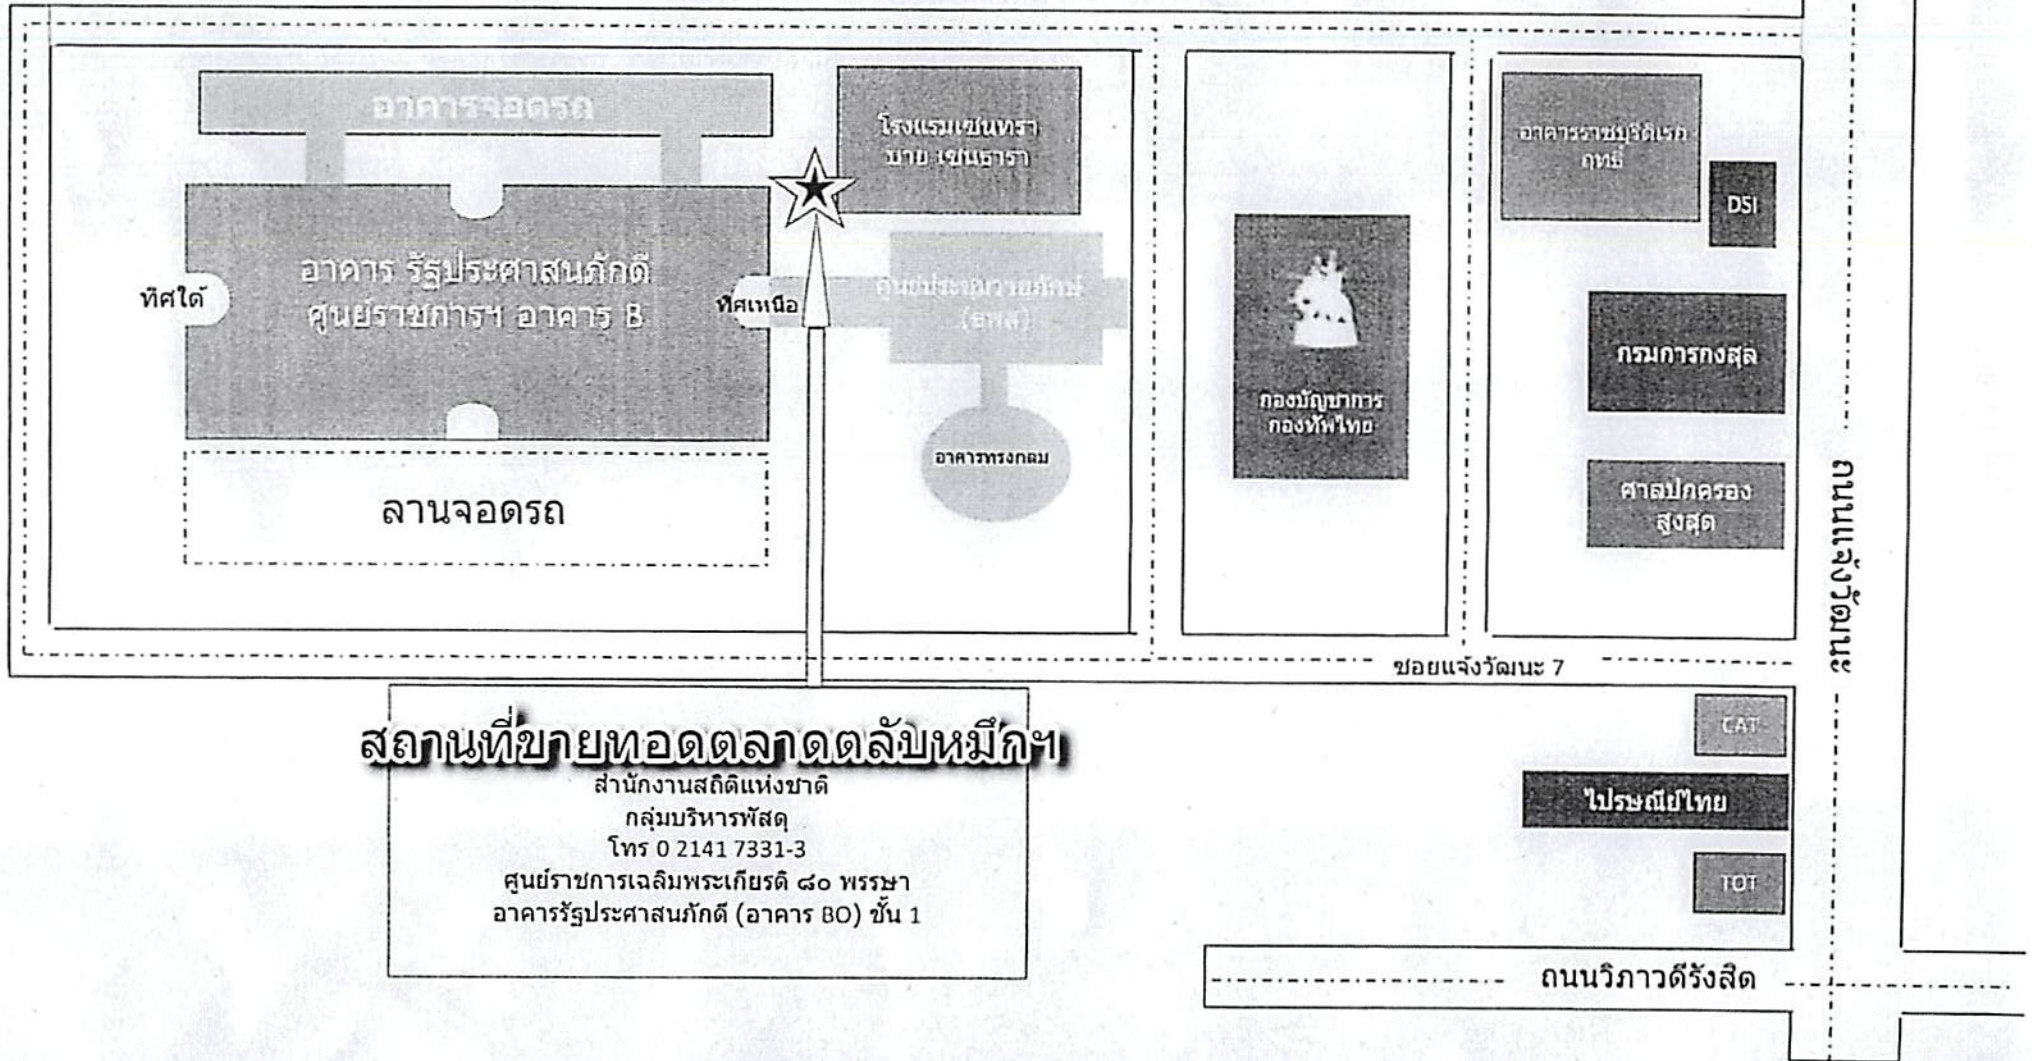 อาคารจอดรถ
โรงแรมเซ็นทรา
บาย เซ็นธารา
อาคารราชบุรีดิเรก
ฤทธิ์
DSI
อาคาร รัฐประศาสนภักดี
ศูนย์ราชการฯ อาคาร B
ทิศใต้
ทิศเหนือ
ศูนย์ประชุมวายุภักษ์
กรมการกงสุล
กองบัญชาการ
กองทัพไทย
อาคารทรงกลม
ศาลปกครอง
สูงสุด
ลานจอดรถ
ถนนแจ้งวัฒนะ
ซอยแจ้งวัฒนะ 7
สถานที่ขายทอดตลาดตลับหมึกฯ
สำนักงานสถิติแห่งชาติ
กลุ่มบริหารพัสดุ
โทร 0 2141 7331-3
ศูนย์ราชการเฉลิมพระเกียรติ ๘๐ พรรษา
อาคารรัฐประศาสนภักดี (อาคาร BO) ชั้น 1
CAT
ไปรษณีย์ไทย
TOT
ถนนวิภาวดีรังสิต